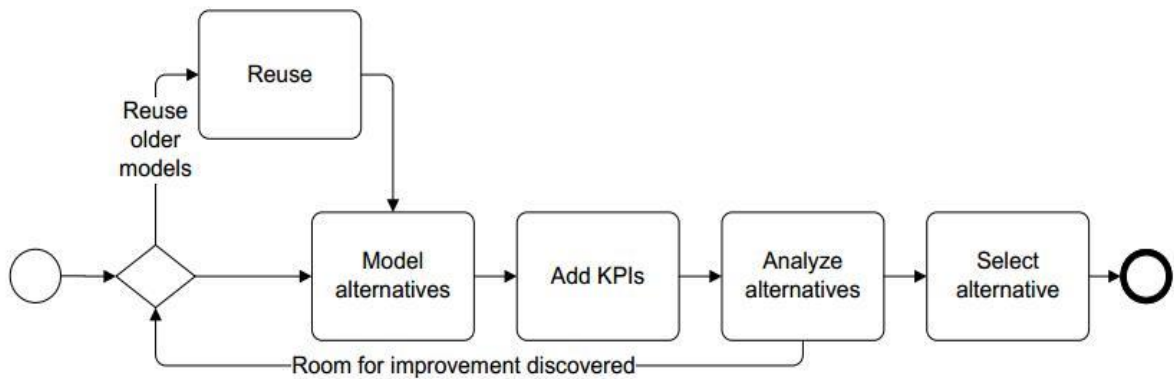 Reuse
Reuse
older
models
Model
alternatives
Add KPIs
Analyze
alternatives
Select
alternative
Room for improvement discovered